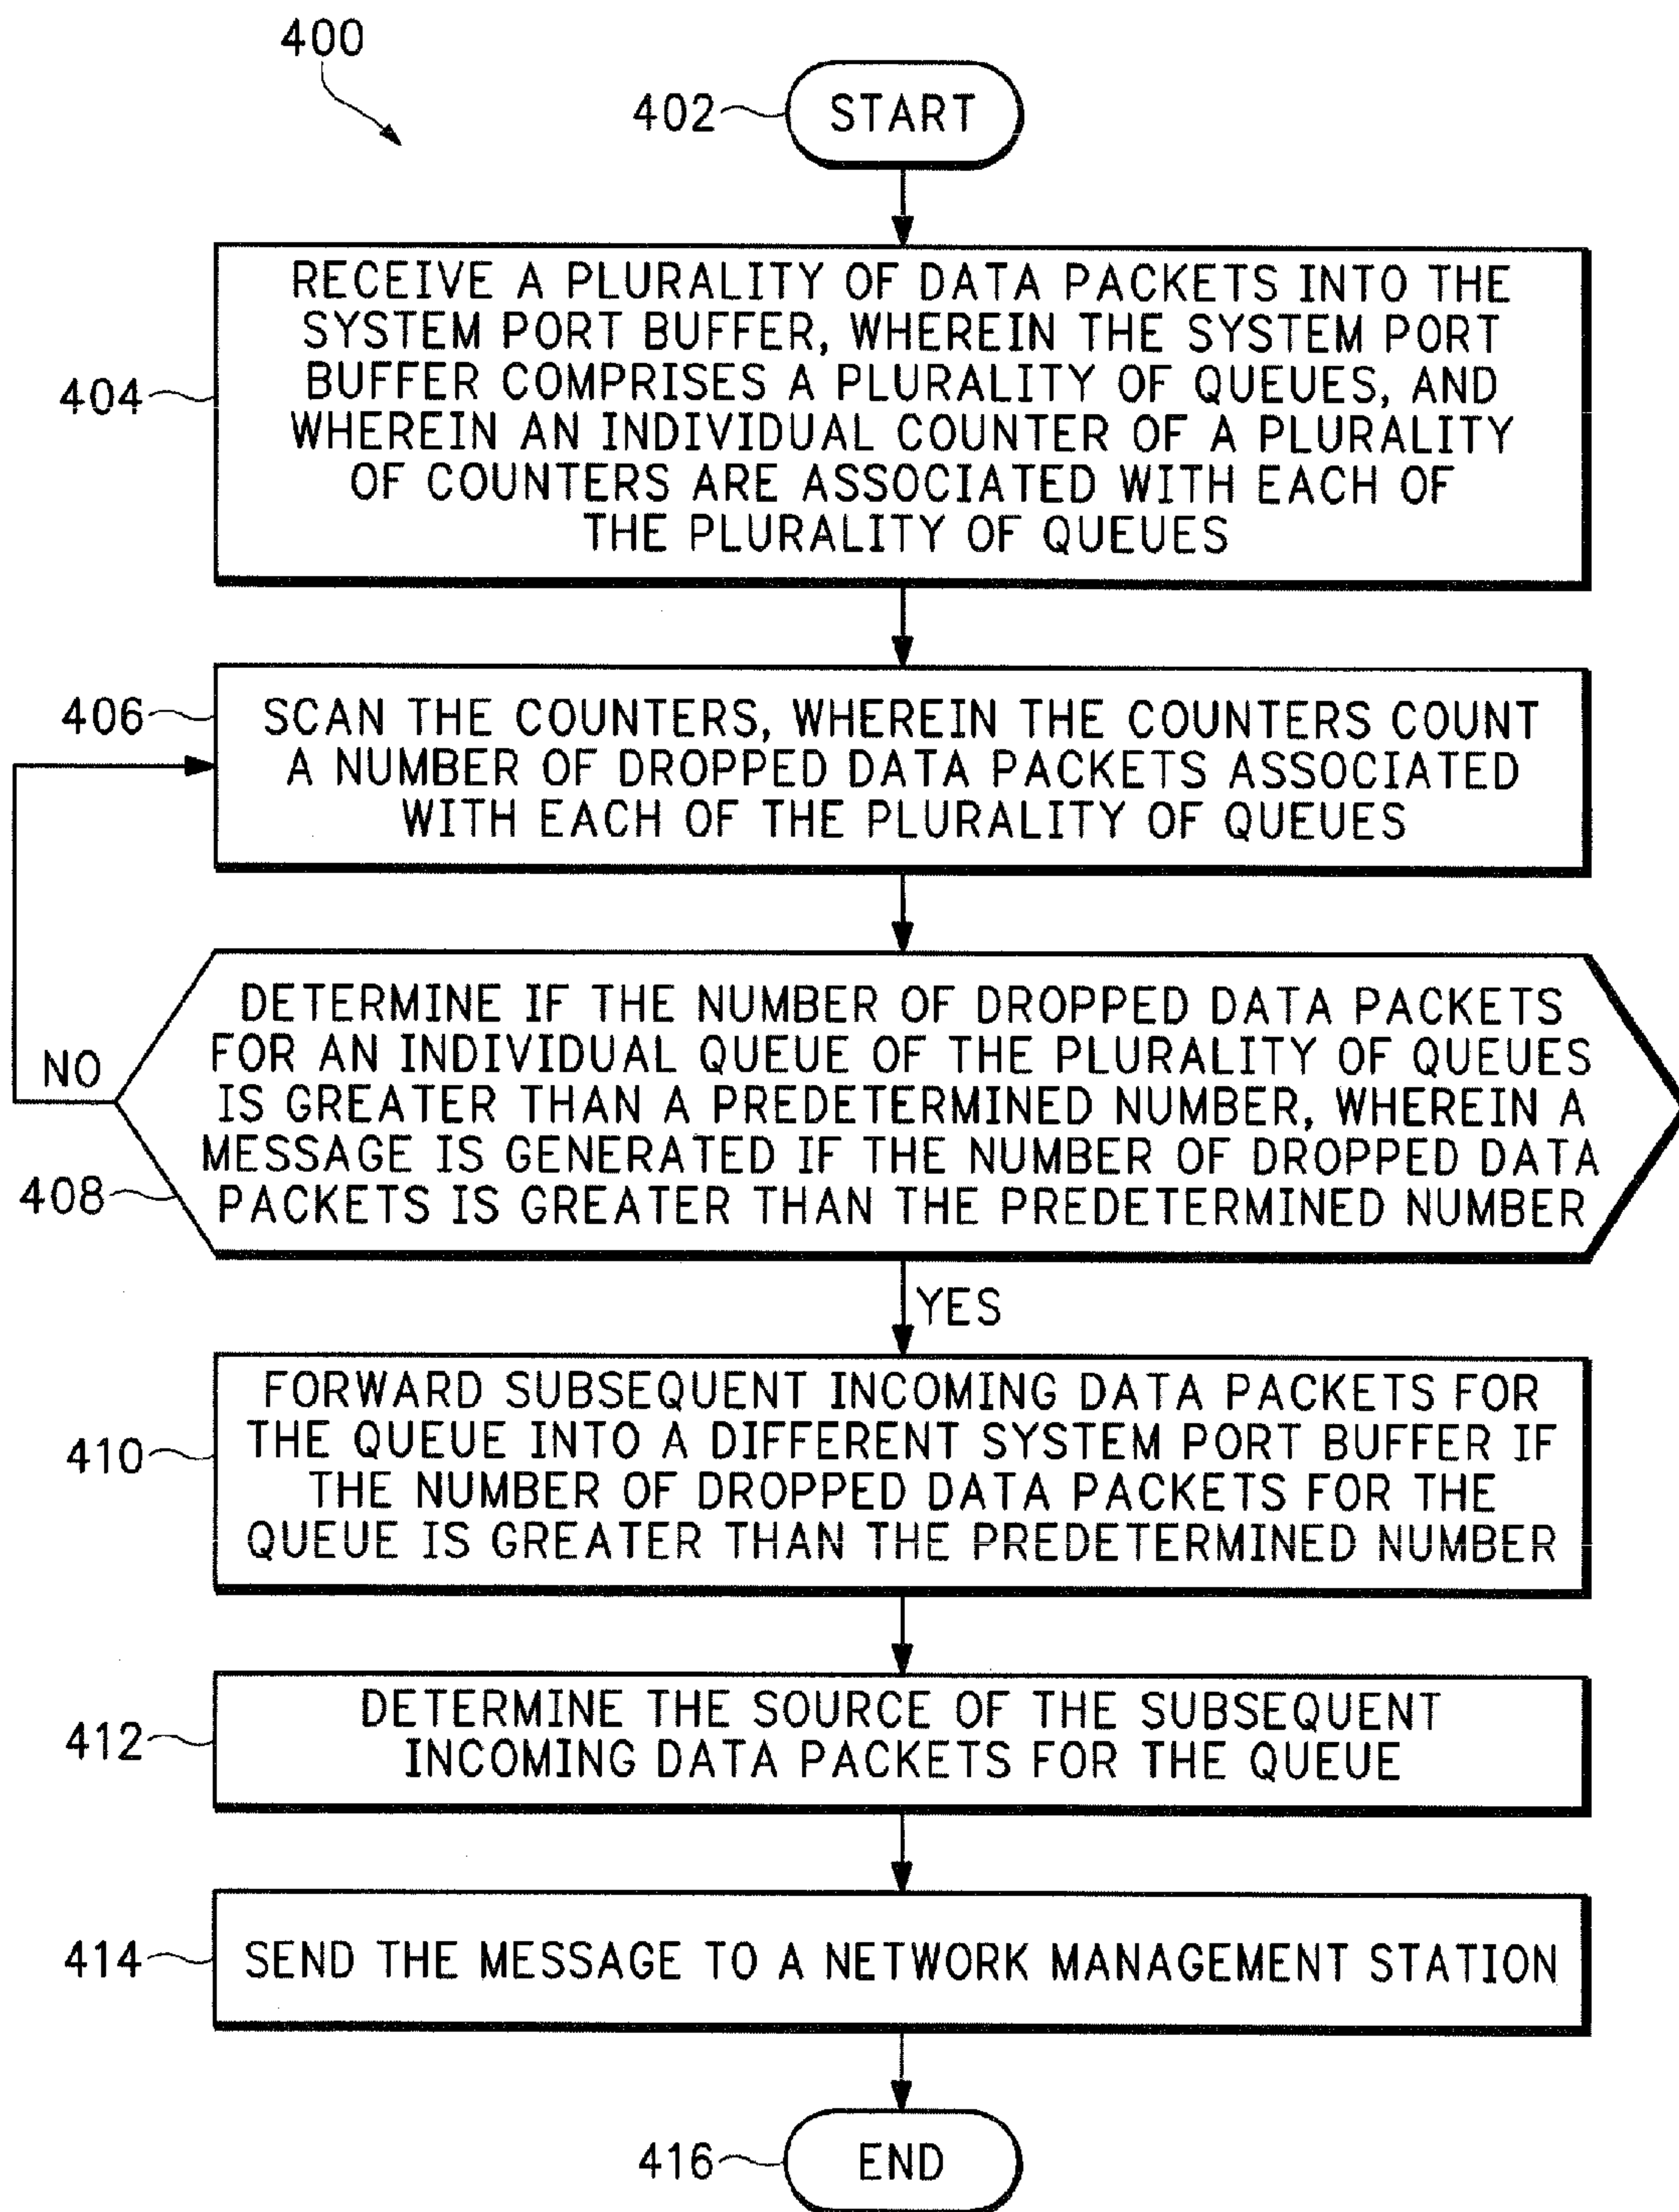 400
402
START
RECEIVE A PLURALITY OF DATA PACKETS INTO THE
SYSTEM PORT BUFFER, WHEREIN THE SYSTEM PORT
BUFFER COMPRISES A PLURALITY OF QUEUES, AND
WHEREIN AN INDIVIDUAL COUNTER OF A PLURALITY
OF COUNTERS ARE ASSOCIATED WITH EACH OF
THE PLURALITY OF QUEUES
404
406
SCAN THE COUNTERS, WHEREIN THE COUNTERS COUNT
A NUMBER OF DROPPED DATA PACKETS ASSOCIATED
WITH EACH OF THE PLURALITY OF QUEUES
NO
DETERMINE IF THE NUMBER OF DROPPED DATA PACKETS
FOR AN INDIVIDUAL QUEUE OF THE PLURALITY OF QUEUES
IS GREATER THAN A PREDETERMINED NUMBER, WHEREIN A
MESSAGE IS GENERATED IF THE NUMBER OF DROPPED DATA
PACKETS IS GREATER THAN THE PREDETERMINED NUMBER
408
YES
FORWARD SUBSEQUENT INCOMING DATA PACKETS FOR
THE QUEUE INTO A DIFFERENT SYSTEM PORT BUFFER IF
THE NUMBER OF DROPPED DATA PACKETS FOR THE
QUEUE IS GREATER THAN THE PREDETERMINED NUMBER
410
412
DETERMINE THE SOURCE OF THE SUBSEQUENT
INCOMING DATA PACKETS FOR THE QUEUE
414
SEND THE MESSAGE TO A NETWORK MANAGEMENT STATION
416
END